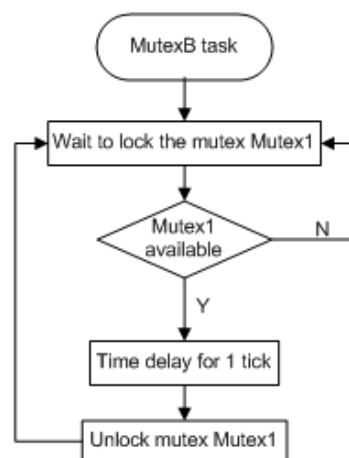 MutexB task
Wait to lock the mutex Mutex1
Mutex1
available
N
Y
Time delay for 1 tick
Unlock mutex Mutex1